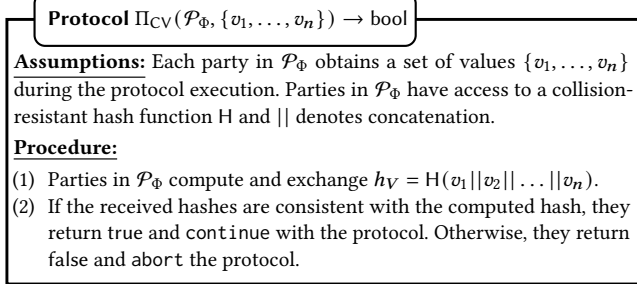 Protocol Π_CV(𝒫_Φ, {v_1, . . . , v_n}) → bool
Assumptions: Each party in 𝒫_Φ obtains a set of values {v_1, . . . , v_n}
during the protocol execution. Parties in 𝒫_Φ have access to a collision-
resistant hash function H and || denotes concatenation.
Procedure:
(1) Parties in 𝒫_Φ compute and exchange h_V = H(v_1||v_2|| . . . ||v_n).
(2) If the received hashes are consistent with the computed hash, they
return true and continue with the protocol. Otherwise, they return
false and abort the protocol.